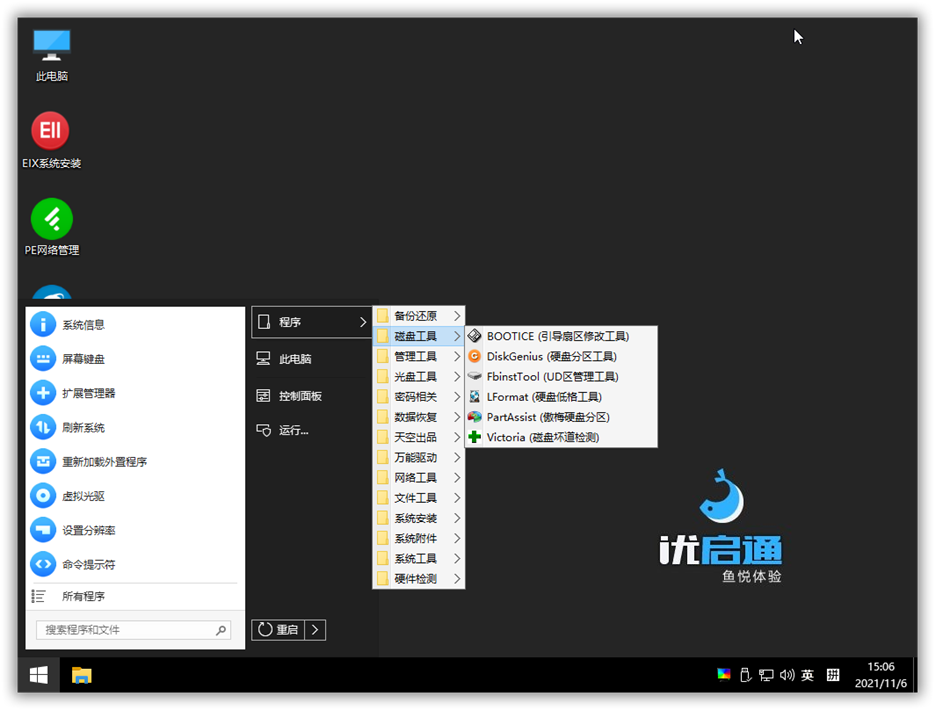 此电脑
EII
EIX系统安装
PE网络管理
系统信息
屏幕键盘
扩展管理器
刷新系统
重新加载外置程序
虚拟光驱
设置分辨率
命令提示符
所有程序
搜索程序和文件
程序
此电脑
控制面板
运行...
重启
备份还原
磁盘工具
管理工具
光盘工具
密码相关
数据恢复
天空出品
万能驱动
网络工具
文件工具
系统安装
系统附件
系统工具
硬件检测
BOOTICE (引导扇区修改工具)
DiskGenius (硬盘分区工具)
FbinstTool (UD区管理工具)
LFormat (硬盘低格工具)
PartAssist (傲梅硬盘分区)
Victoria (磁盘坏道检测)
优启通
鱼悦体验
英
拼
15:06
2021/11/6